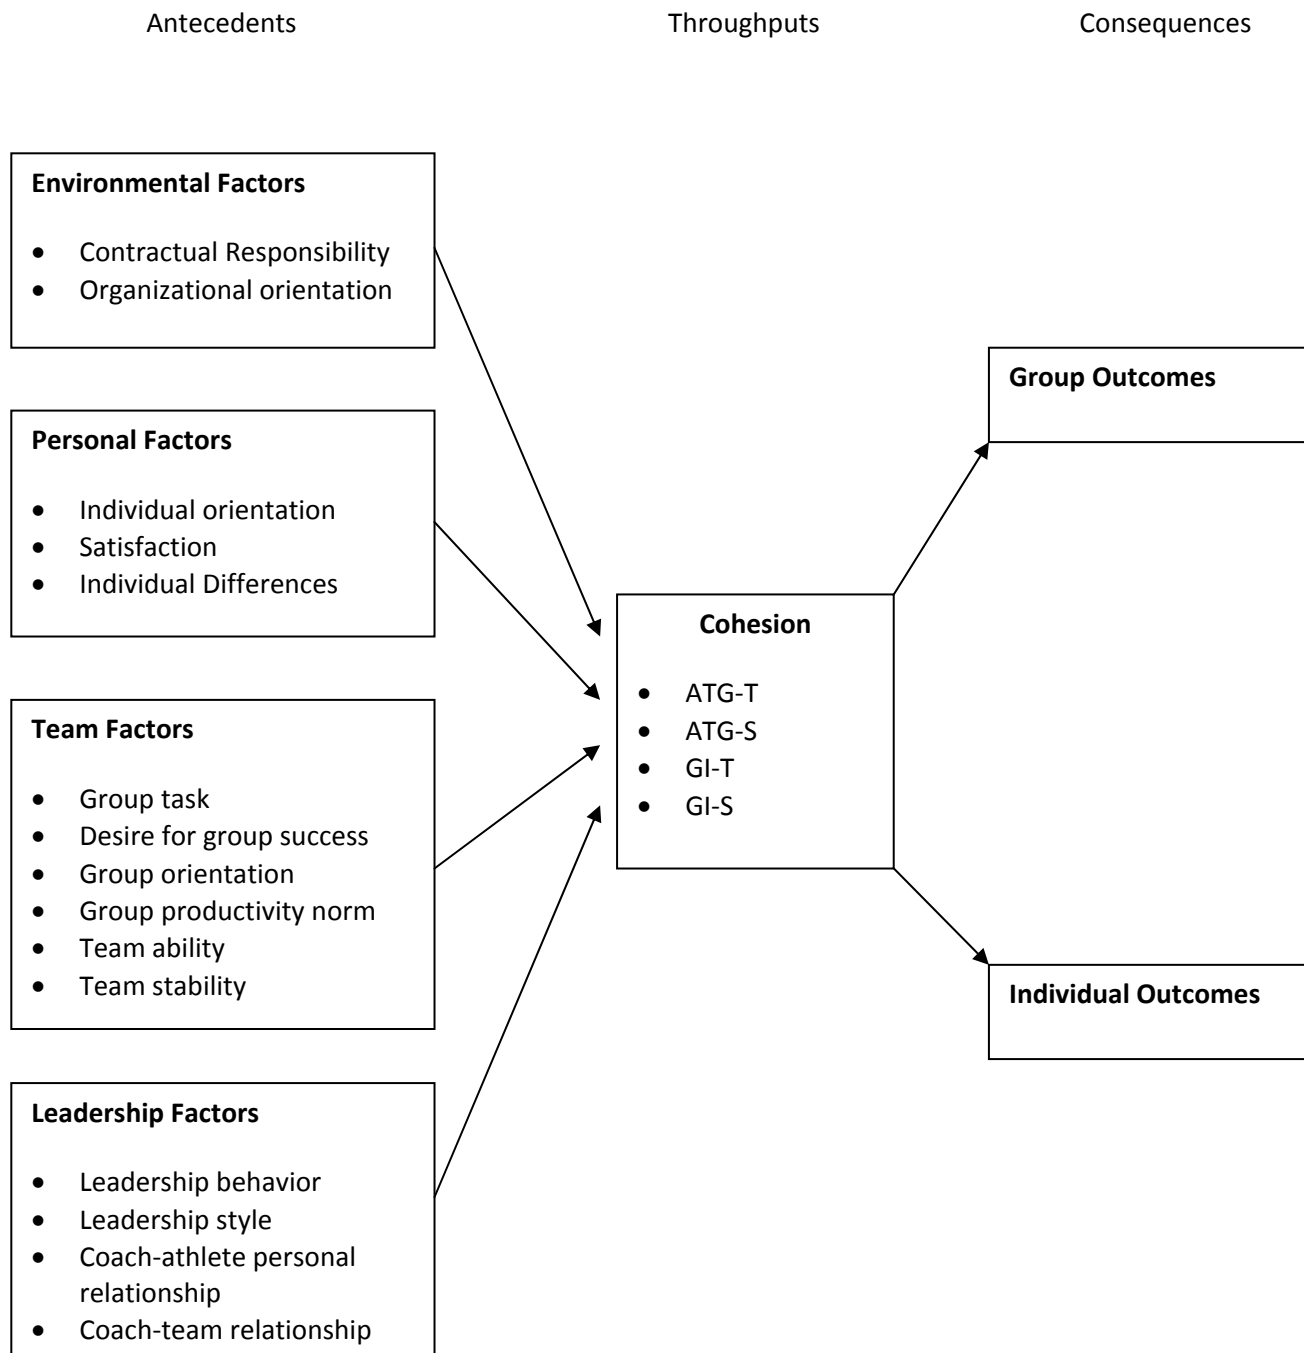 Antecedents
Throughputs
Consequences
Environmental Factors
• Contractual Responsibility
• Organizational orientation
Personal Factors
• Individual orientation
• Satisfaction
• Individual Differences
Team Factors
• Group task
• Desire for group success
• Group orientation
• Group productivity norm
• Team ability
• Team stability
Leadership Factors
• Leadership behavior
• Leadership style
• Coach-athlete personal
relationship
• Coach-team relationship
Cohesion
• ATG-T
• ATG-S
• GI-T
• GI-S
Group Outcomes
Individual Outcomes